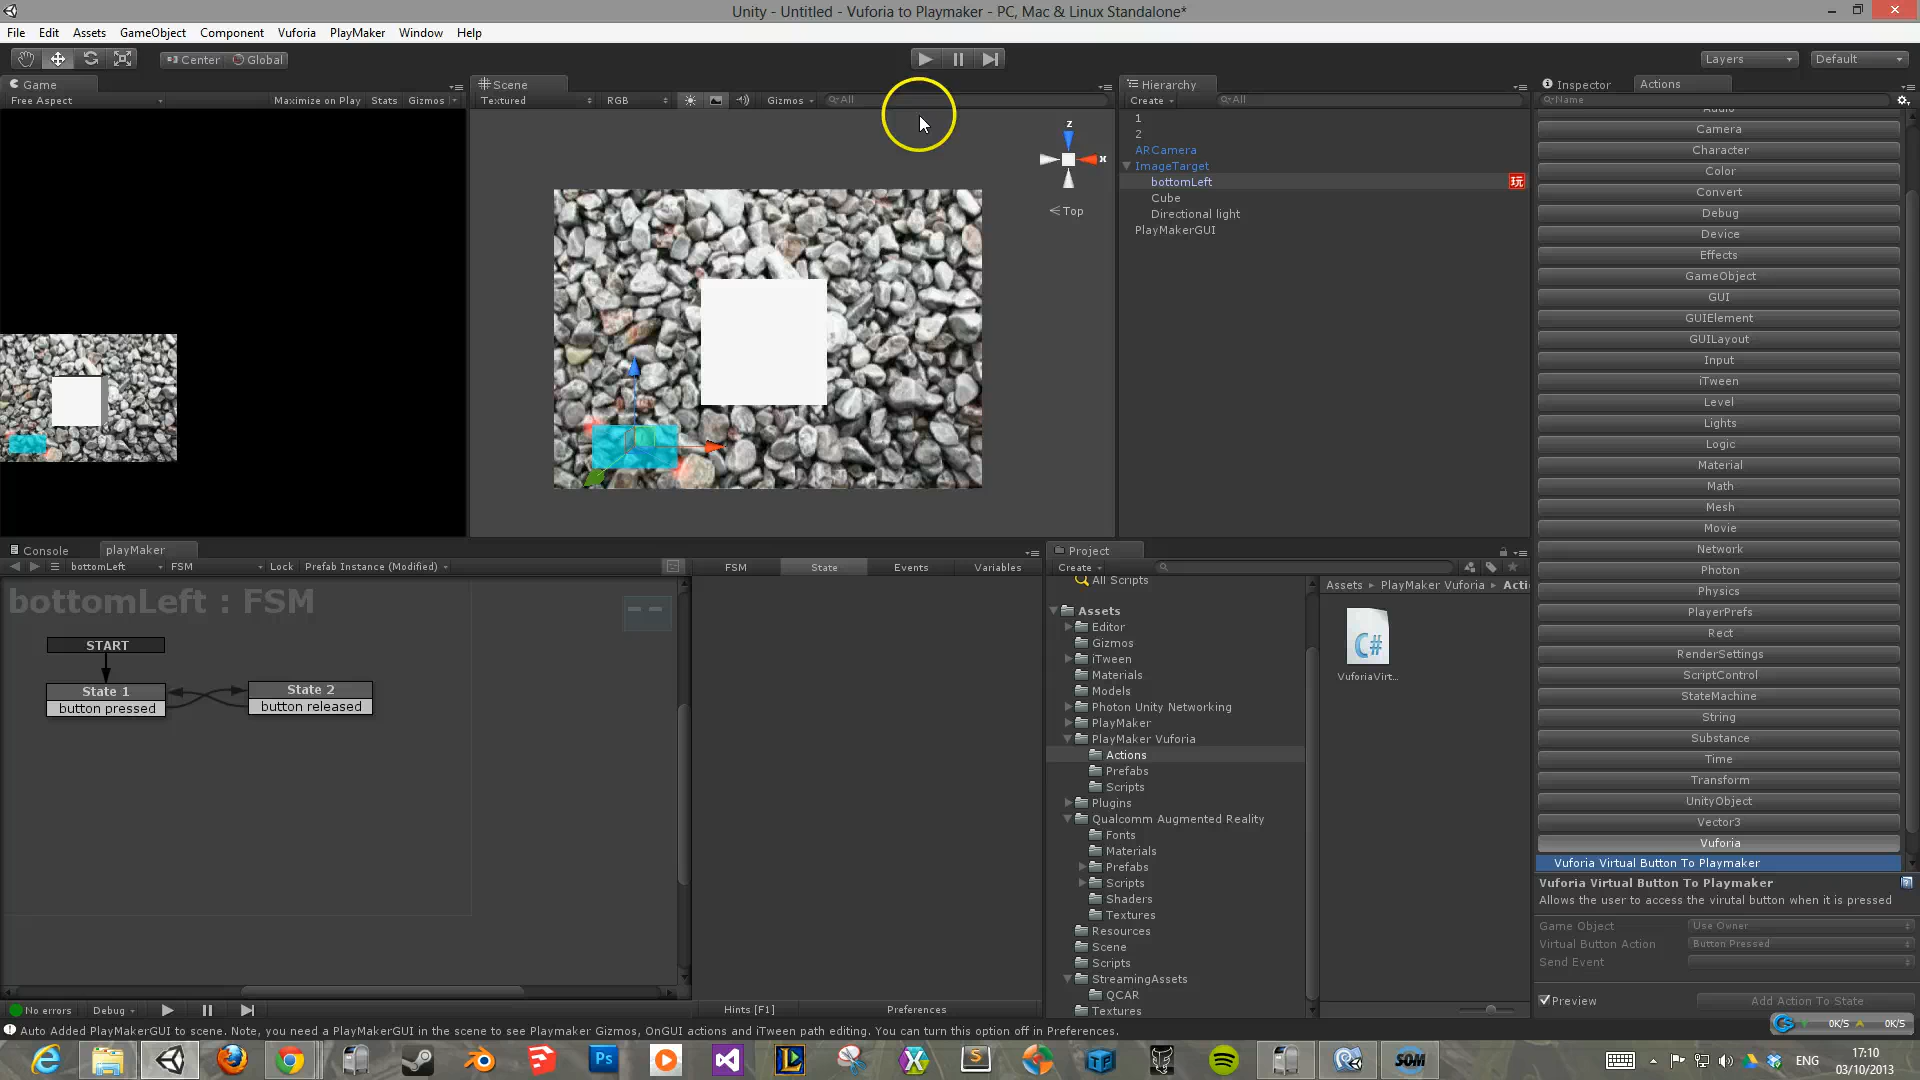 Unity - Untitled - Vuforia to Playmaker - PC, Mac & Linux Standalone*
File Edit Assets GameObject Component Vuforia PlayMaker Window Help
Center Global
Layers
Default
Game
Free Aspect
Maximize on Play Stats Gizmos
Scene
Textured RGB Gizmos All
z
x
Top
Hierarchy
Create All
1
2
ARCamera
ImageTarget
bottomLeft
玩
Cube
Directional light
PlayMakerGUI
Inspector Actions
Name
Audio
Camera
Character
Color
Convert
Debug
Device
Effects
GameObject
GUI
GUIElement
GUILayout
Input
iTween
Level
Lights
Logic
Material
Math
Mesh
Movie
Network
Photon
Physics
PlayerPrefs
Rect
RenderSettings
ScriptControl
StateMachine
String
Substance
Time
Transform
UnityObject
Vector3
Vuforia
Vuforia Virtual Button To Playmaker
Vuforia Virtual Button To Playmaker
Allows the user to access the virutal button when it is pressed
Game Object Use Owner
Virtual Button Action Button Pressed
Send Event
Preview Add Action To State
0K/S 0K/S
Console playMaker
bottomLeft FSM Lock Prefab Instance (Modified)
bottomLeft : FSM
START
State 1
button pressed
State 2
button released
FSM State Events Variables
Hints [F1] Preferences
No errors Debug
Project
Create
All Scripts
Assets
Editor
Gizmos
iTween
Materials
Models
Photon Unity Networking
PlayMaker
PlayMaker Vuforia
Actions
Prefabs
Scripts
Plugins
Qualcomm Augmented Reality
Fonts
Materials
Prefabs
Scripts
Shaders
Textures
Resources
Scene
Scripts
StreamingAssets
QCAR
Textures
Assets PlayMaker Vuforia Acti
C#
VuforiaVirt...
Auto Added PlayMakerGUI to scene. Note, you need a PlayMakerGUI in the scene to see Playmaker Gizmos, OnGUI actions and iTween path editing. You can turn this option off in Preferences.
Ps
L
S
TF
SOM
ENG
17:10
03/10/2013